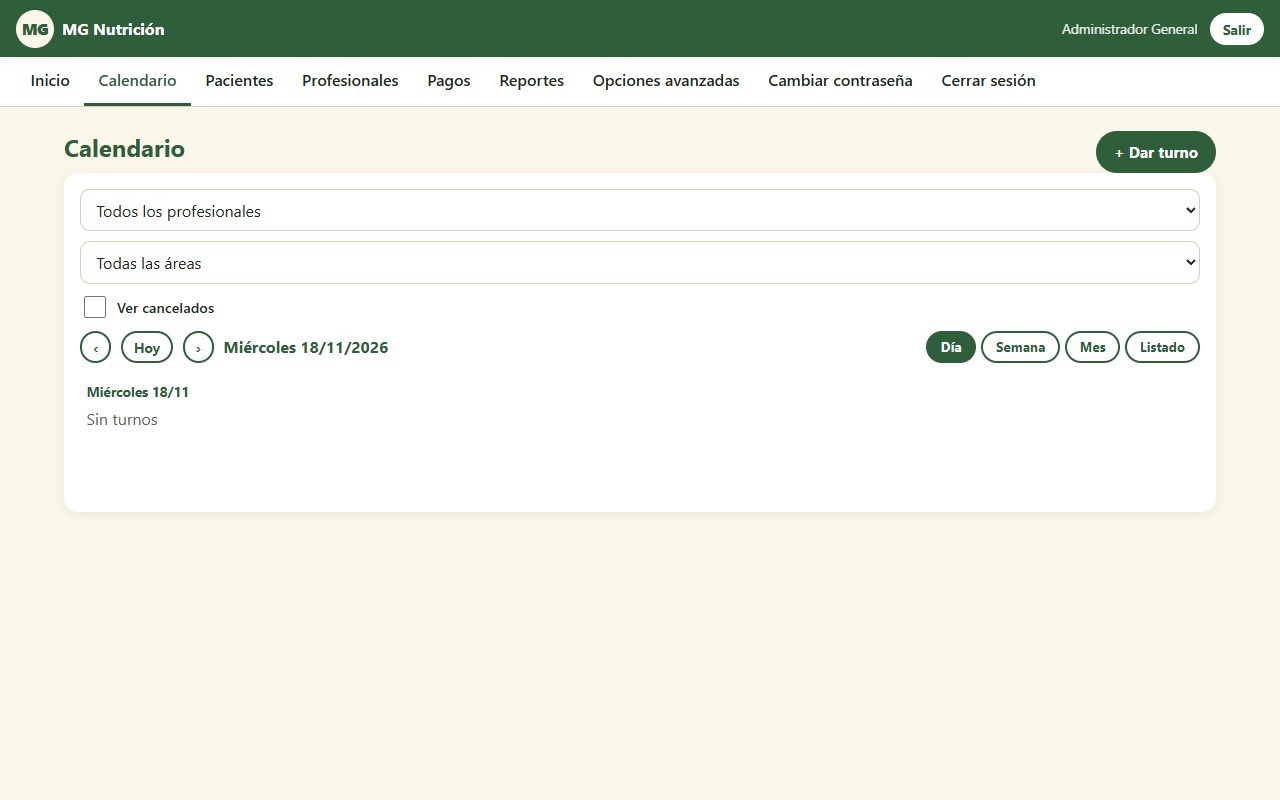 MG MG Nutrición
Administrador General Salir
Inicio Calendario Pacientes Profesionales Pagos Reportes Opciones avanzadas Cambiar contraseña Cerrar sesión
Calendario
+ Dar turno
Todos los profesionales
Todas las áreas
Ver cancelados
‹ Hoy › Miércoles 18/11/2026 Día Semana Mes Listado
Miércoles 18/11
Sin turnos